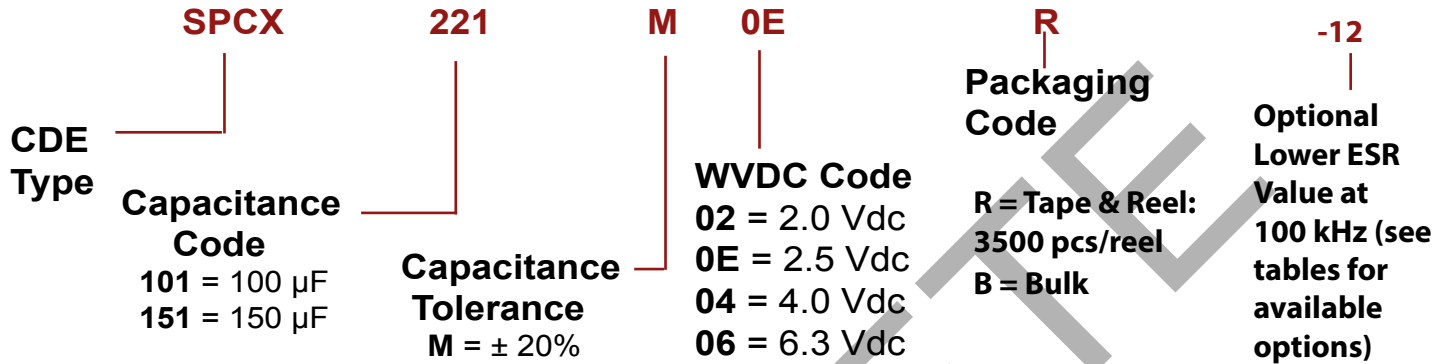 SPCX 221 M 0E R -12
CDE
Type
Capacitance
Code
101 = 100 µF
151 = 150 µF
Capacitance
Tolerance
M = ± 20%
WVDC Code
02 = 2.0 Vdc
0E = 2.5 Vdc
04 = 4.0 Vdc
06 = 6.3 Vdc
Packaging
Code
R = Tape & Reel:
3500 pcs/reel
B = Bulk
Optional
Lower ESR
Value at
100 kHz (see
tables for
available
options)